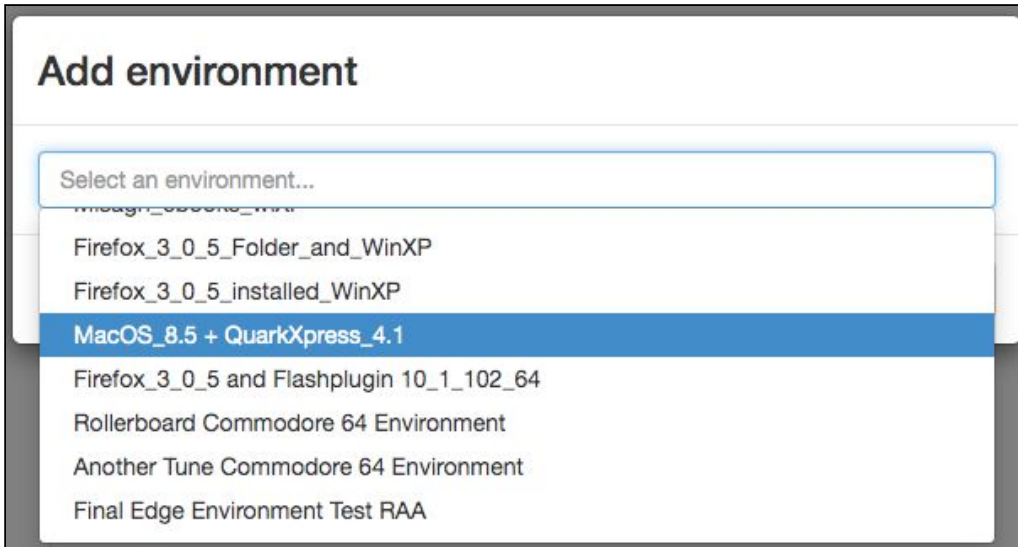 Add environment
Select an environment...
Firefox_3_0_5_Folder_and_WinXP
Firefox_3_0_5_installed_WinXP
MacOS_8.5 + QuarkXpress_4.1
Firefox_3_0_5 and Flashplugin 10_1_102_64
Rollerboard Commodore 64 Environment
Another Tune Commodore 64 Environment
Final Edge Environment Test RAA